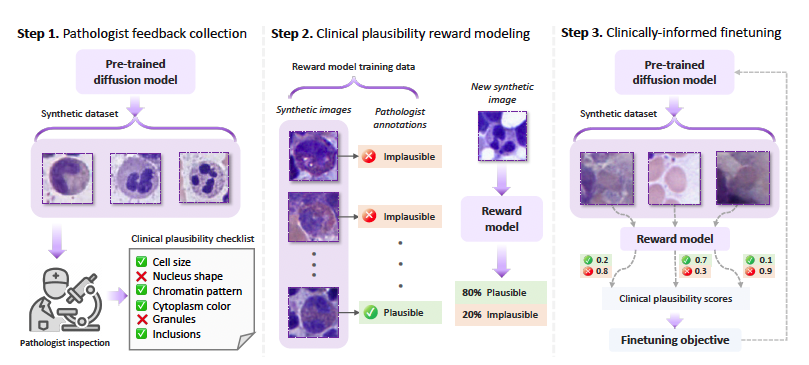 Step 1. Pathologist feedback collection
Pre-trained
diffusion model
Synthetic dataset
Clinical plausibility checklist
Cell size
Nucleus shape
Chromatin pattern
Cytoplasm color
Granules
Inclusions
Pathologist inspection
Step 2. Clinical plausibility reward modeling
Reward model training data
Synthetic images
Pathologist
annotations
Implausible
Implausible
Plausible
New synthetic
image
Reward
model
80% Plausible
20% Implausible
Step 3. Clinically-informed finetuning
Pre-trained
diffusion model
Synthetic dataset
Reward model
0.2
0.8
0.7
0.3
0.1
0.9
Clinical plausibility scores
Finetuning objective